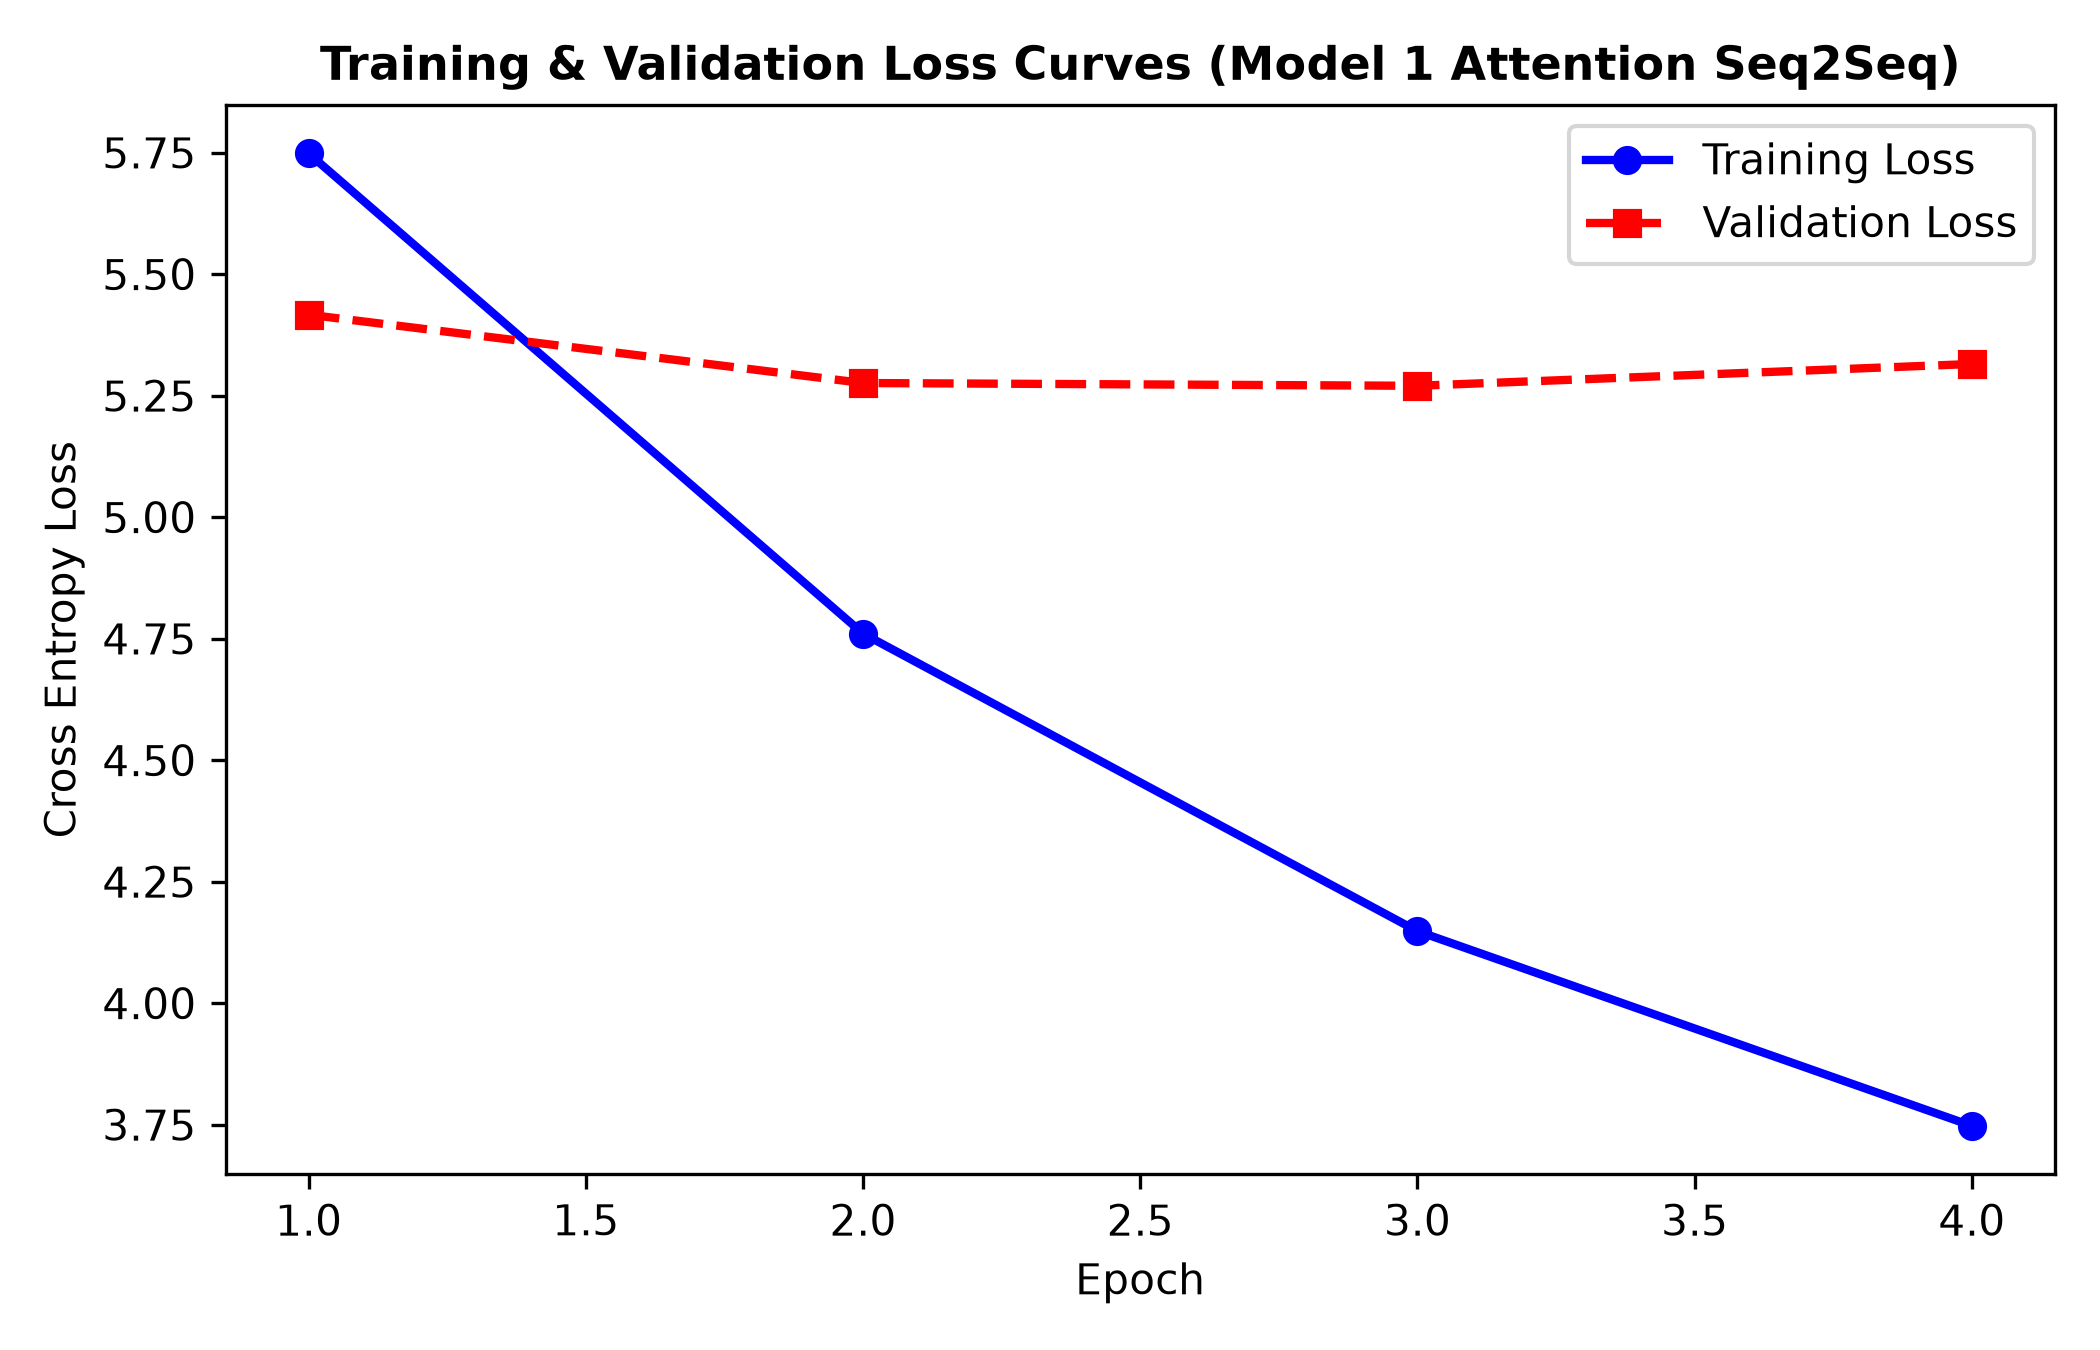 Training & Validation Loss Curves (Model 1 Attention Seq2Seq)
Training Loss
Validation Loss
Cross Entropy Loss
5.75
5.50
5.25
5.00
4.75
4.50
4.25
4.00
3.75
1.0 1.5 2.0 2.5 3.0 3.5 4.0
Epoch